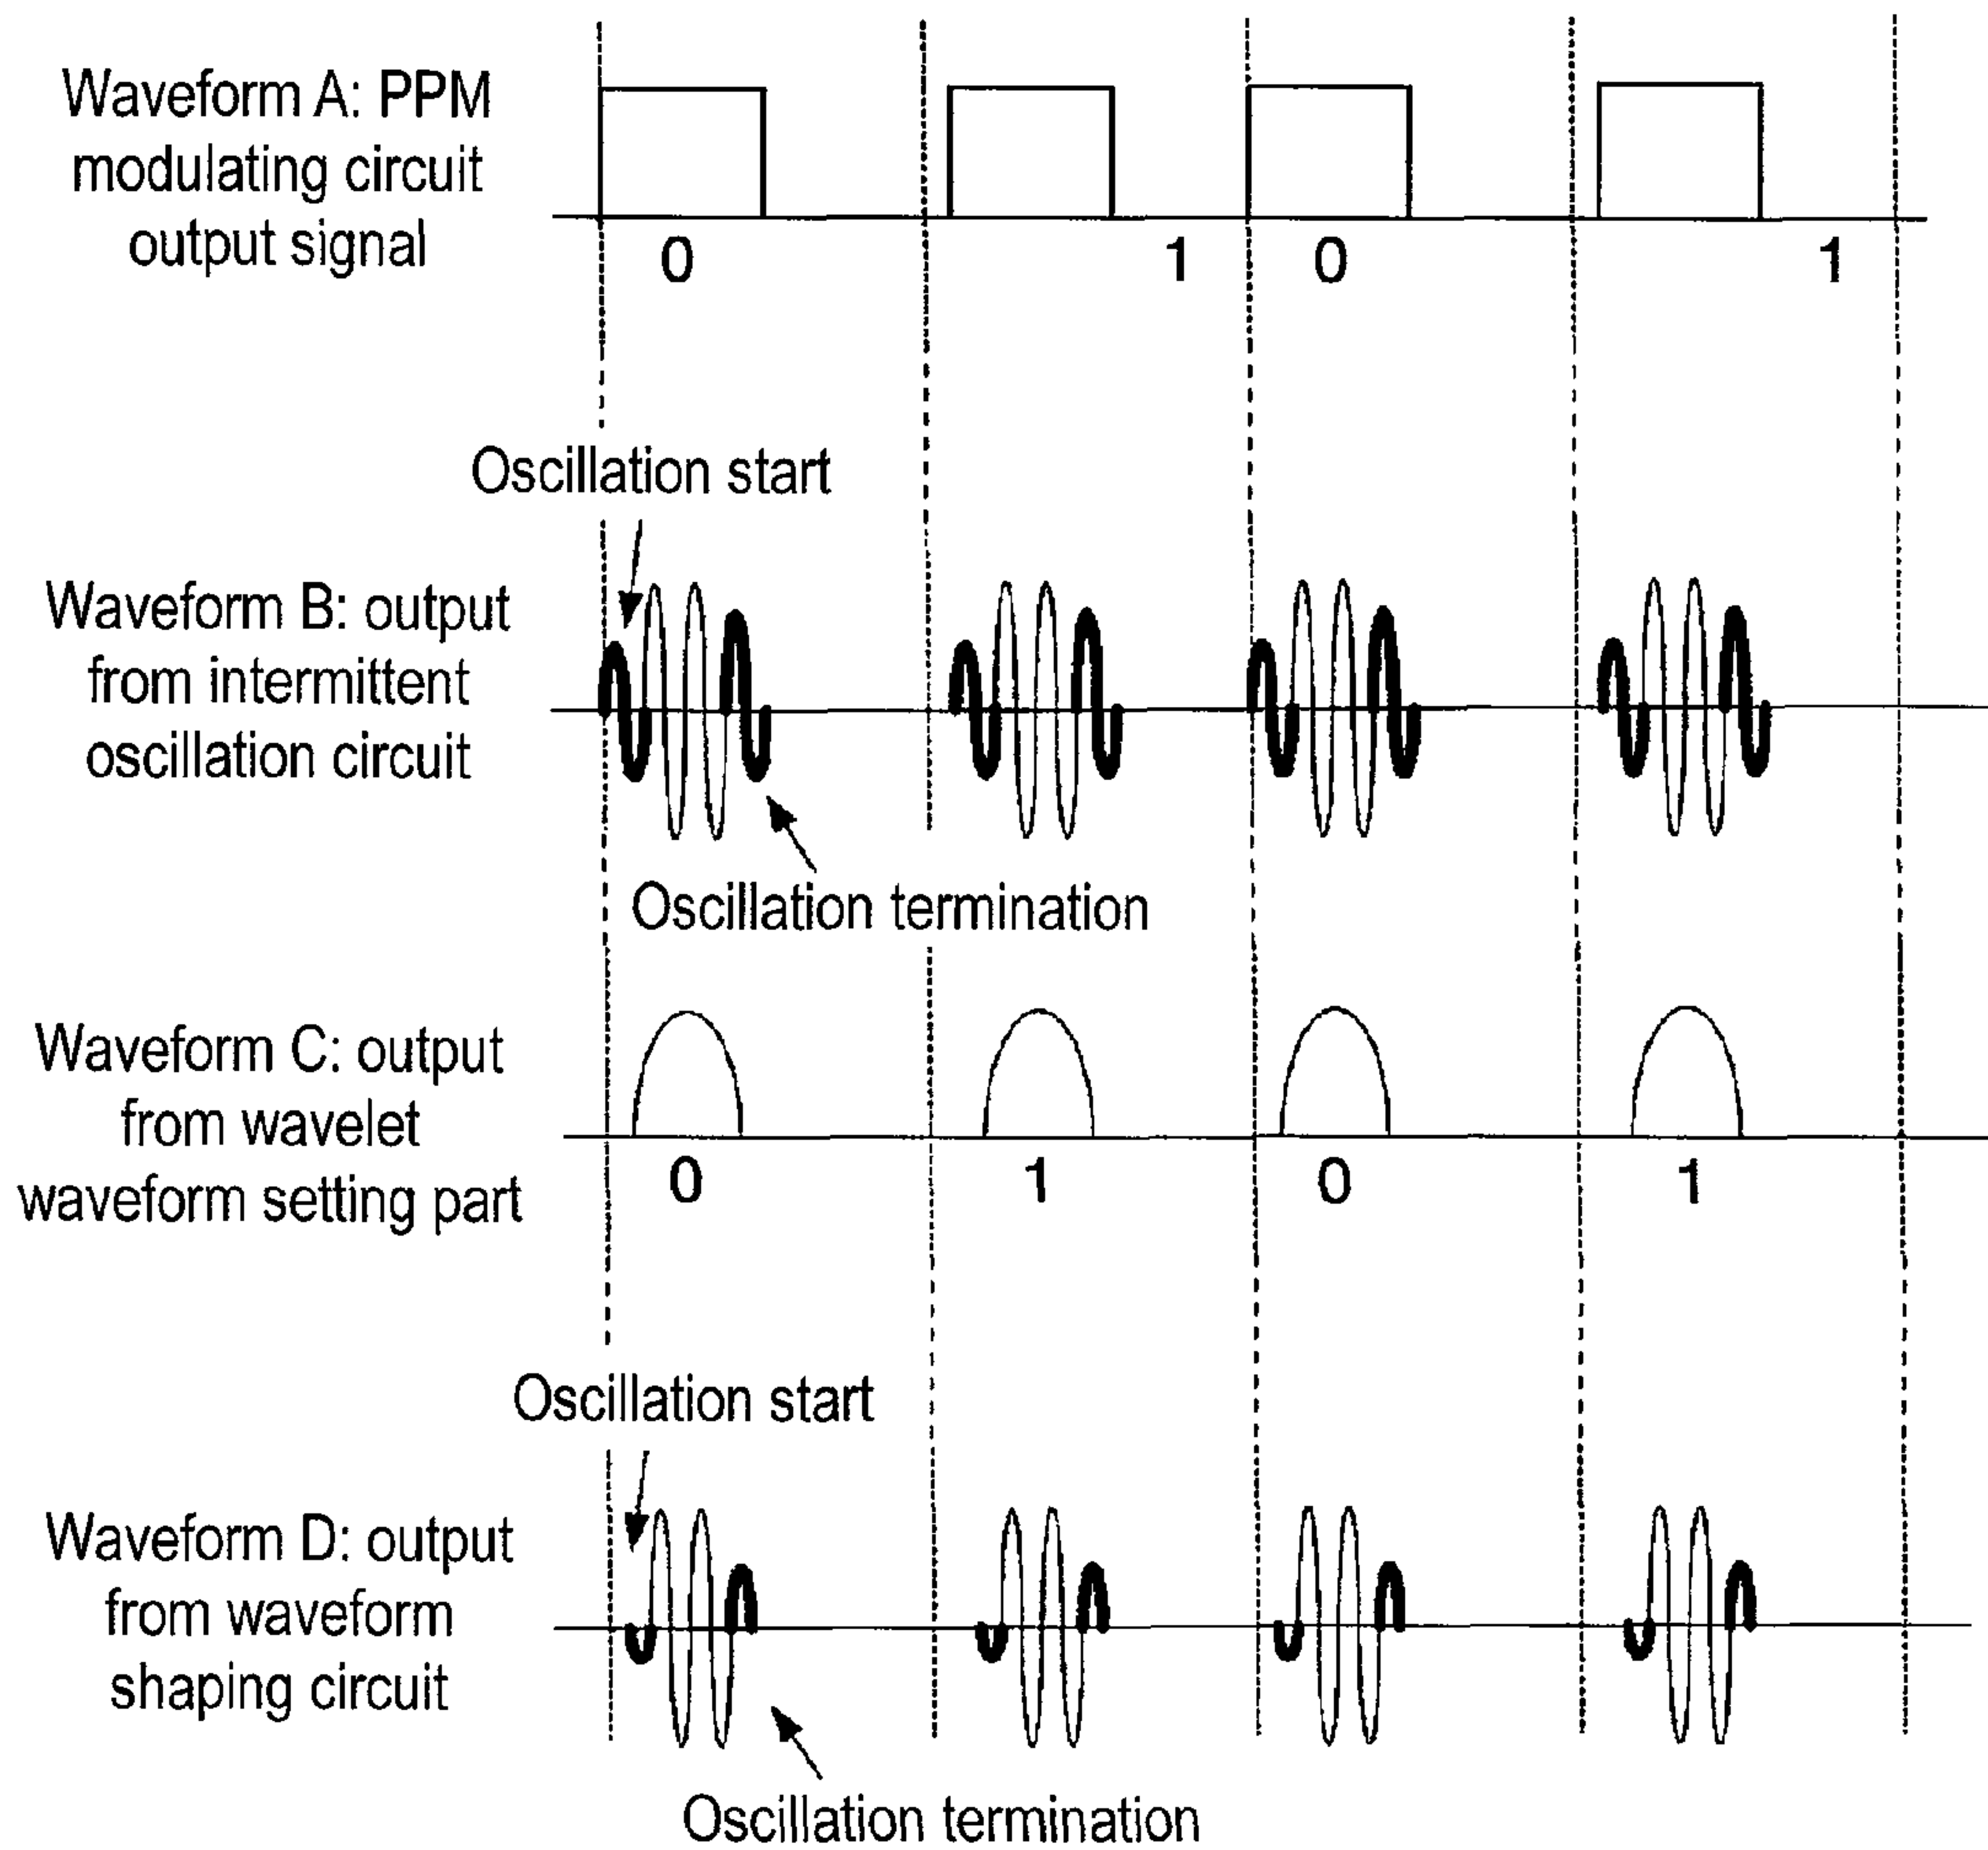 Waveform A: PPM
modulating circuit
output signal
0 1 0 1
Oscillation start
Waveform B: output
from intermittent
oscillation circuit
Oscillation termination
Waveform C: output
from wavelet
waveform setting part
0 1 0 1
Oscillation start
Waveform D: output
from waveform
shaping circuit
Oscillation termination